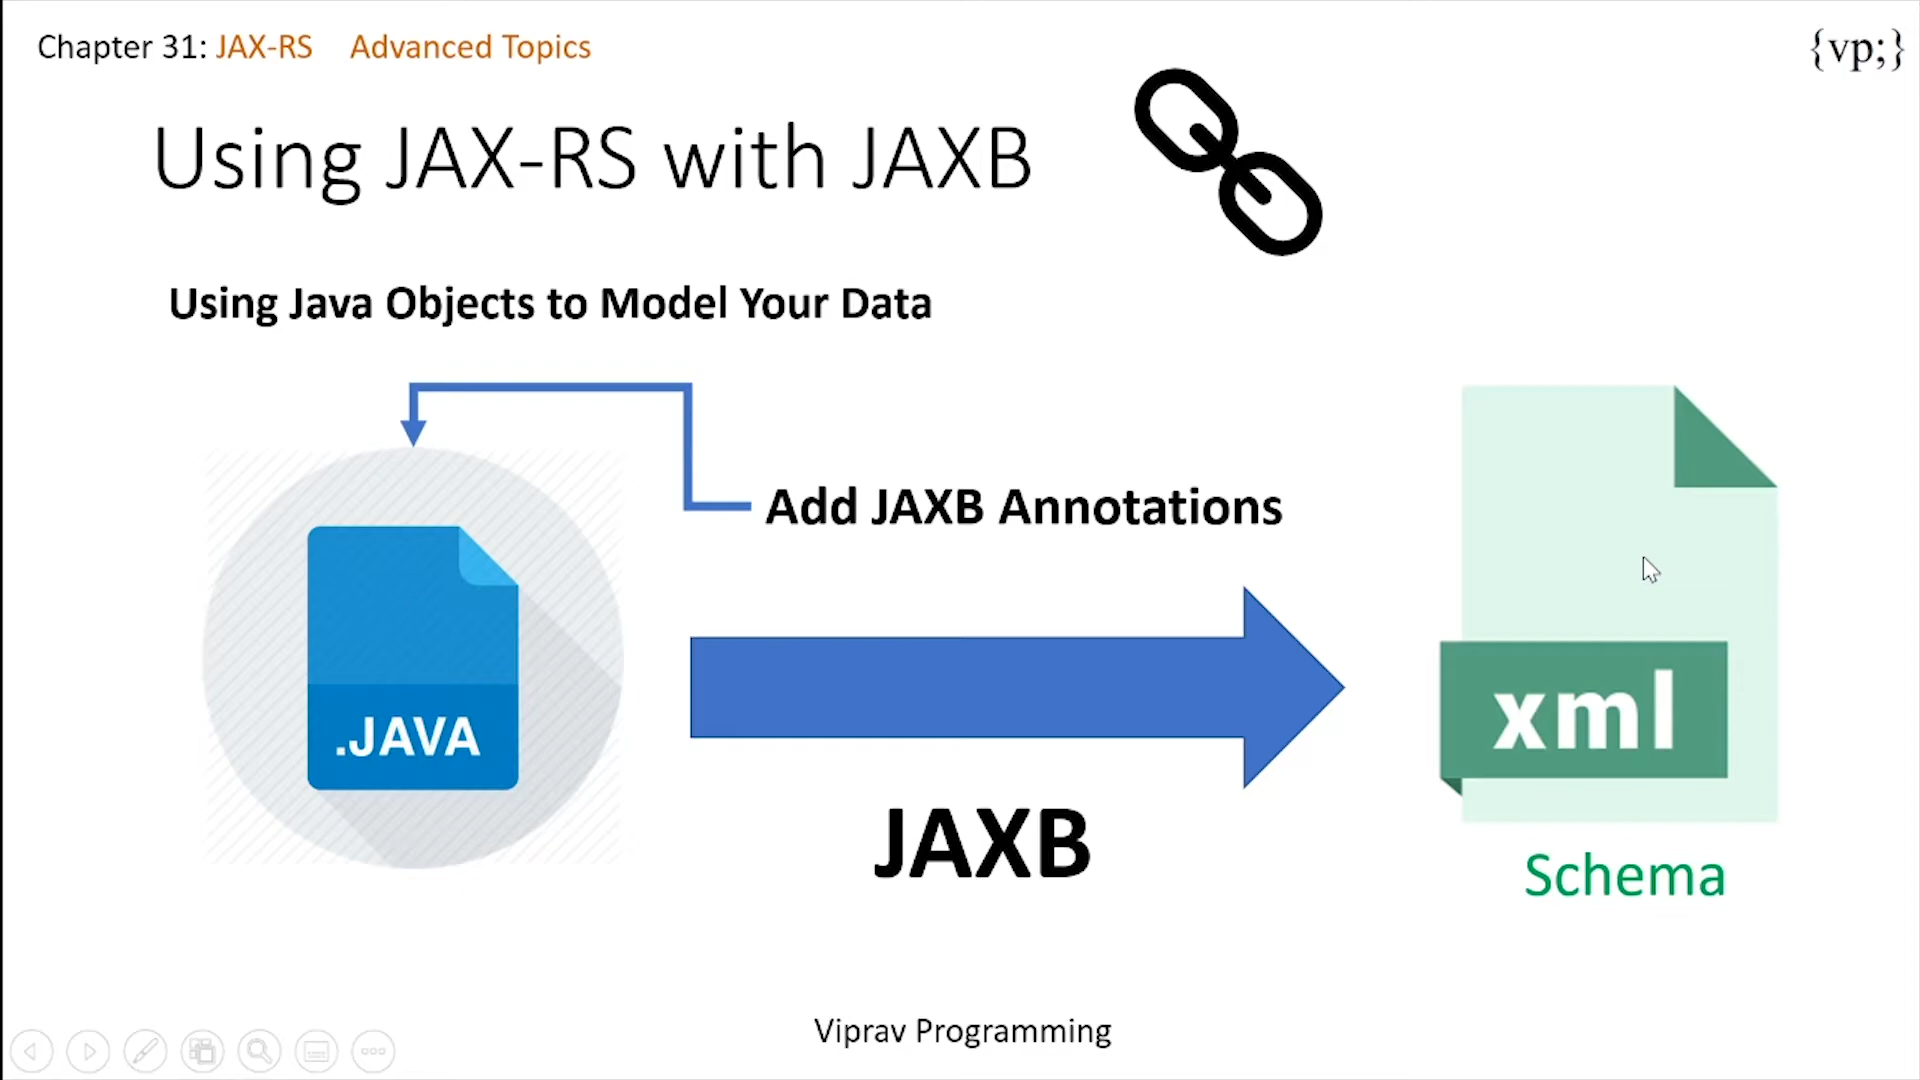 Chapter 31: JAX-RS Advanced Topics
{vp;}
Using JAX-RS with JAXB
Using Java Objects to Model Your Data
Add JAXB Annotations
.JAVA
xml
JAXB
Schema
Viprav Programming